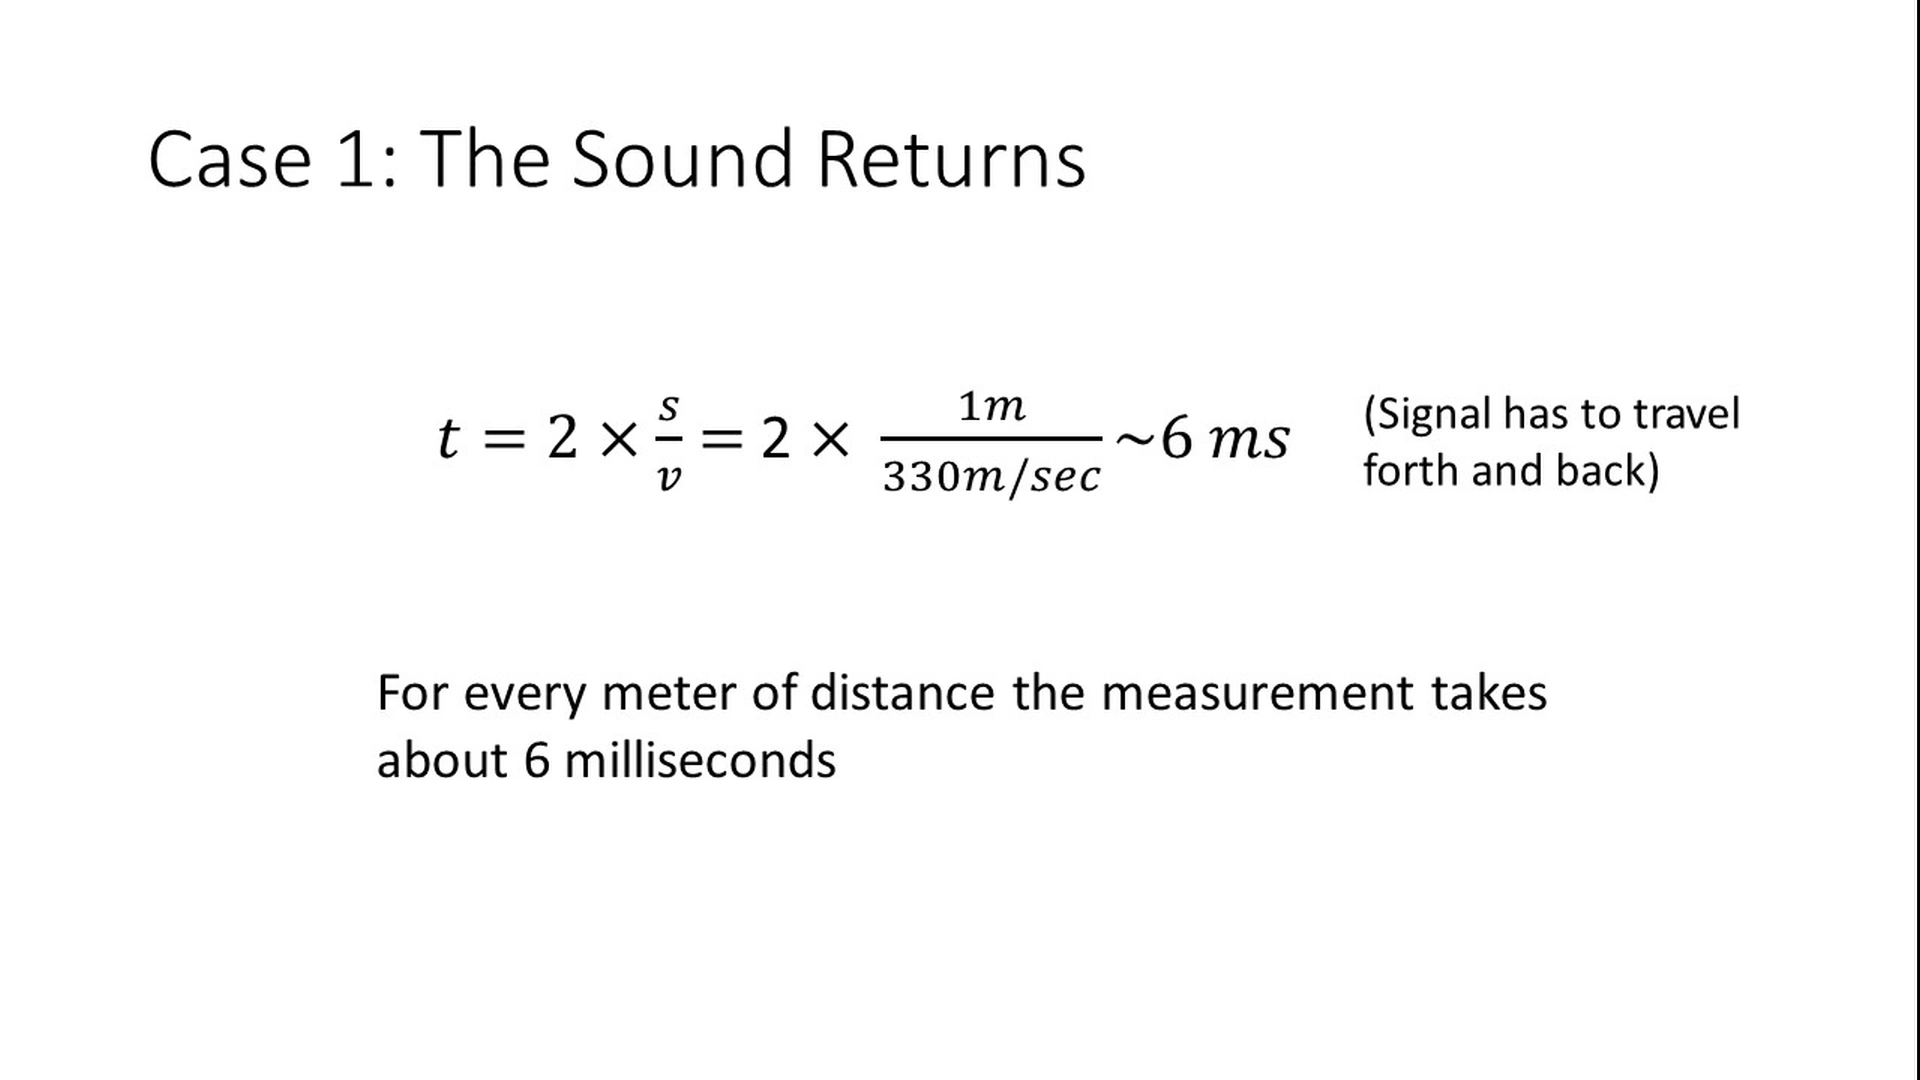 Case 1: The Sound Returns
t = 2 × s/v = 2 × 1m/330m/sec ~6 ms
(Signal has to travel
forth and back)
For every meter of distance the measurement takes
about 6 milliseconds